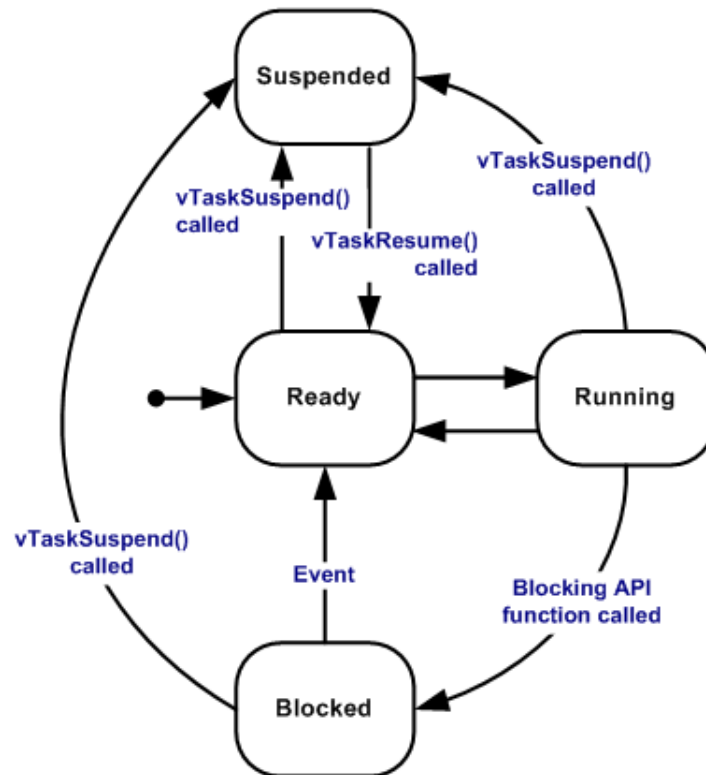 Suspended
vTaskSuspend()
called
vTaskSuspend()
called
vTaskResume()
called
Ready
Running
vTaskSuspend()
called
Event
Blocking API
function called
Blocked